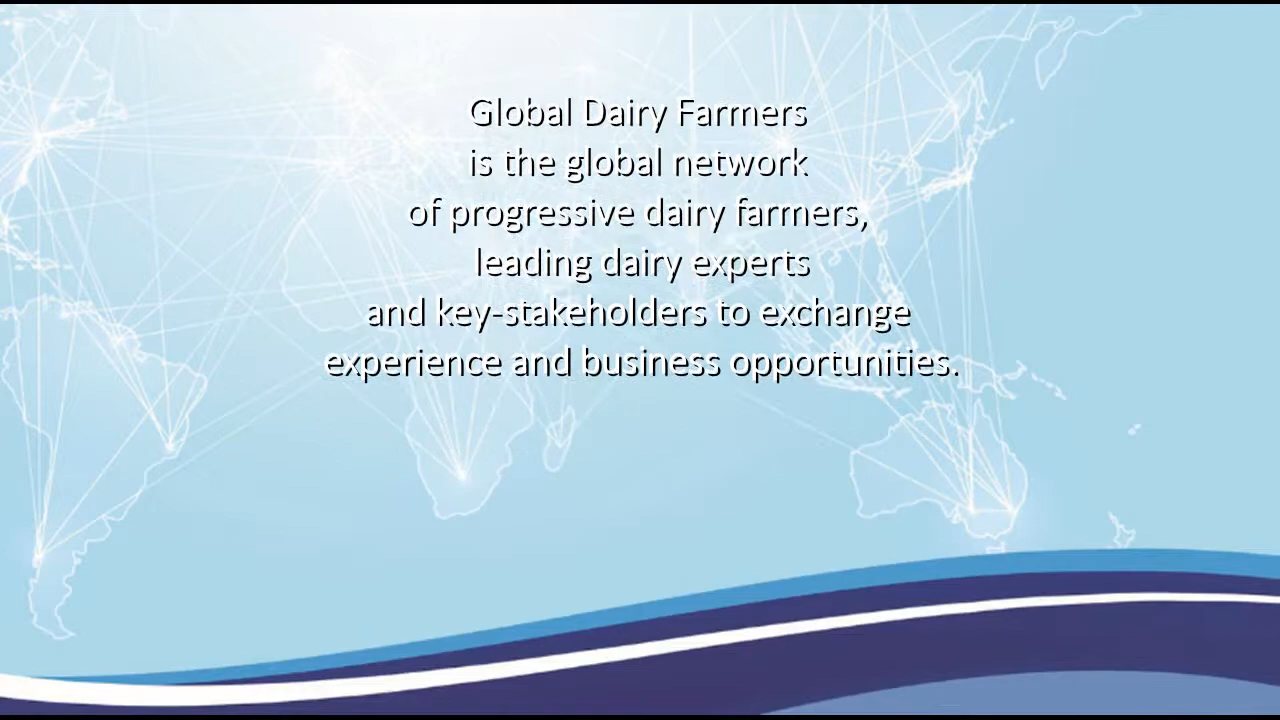 Global Dairy Farmers
is the global network
of progressive dairy farmers,
leading dairy experts
and key-stakeholders to exchange
experience and business opportunities.